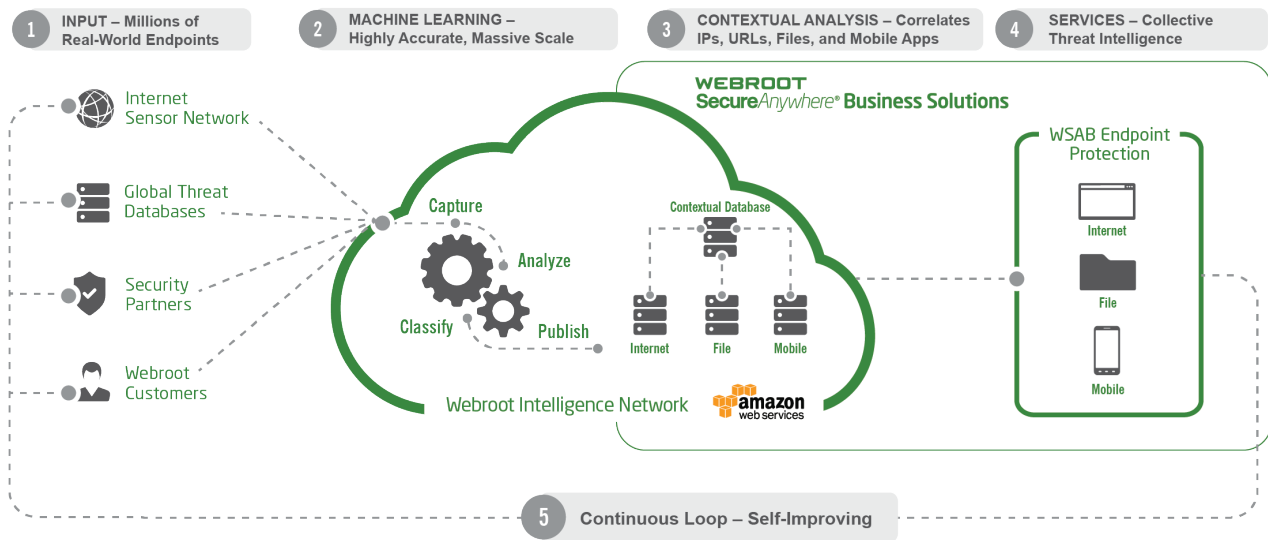 1
INPUT – Millions of
Real-World Endpoints
2
MACHINE LEARNING –
Highly Accurate, Massive Scale
3
CONTEXTUAL ANALYSIS – Correlates
IPs, URLs, Files, and Mobile Apps
4
SERVICES – Collective
Threat Intelligence
WEBROOT
SecureAnywhere® Business Solutions
Internet
Sensor Network
Global Threat
Databases
Security
Partners
Webroot
Customers
Capture
Analyze
Classify
Publish
Contextual Database
Internet
File
Mobile
Webroot Intelligence Network
amazon
web services
WSAB Endpoint
Protection
Internet
File
Mobile
5
Continuous Loop – Self-Improving